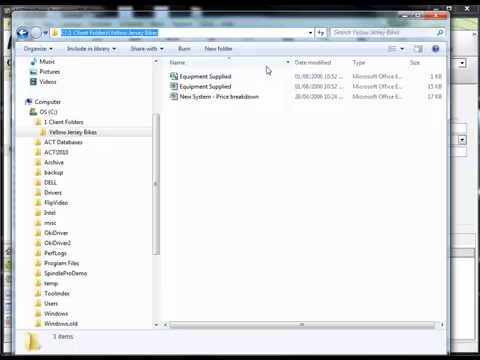 C:\1 Client Folders\Yellow Jersey Bikes
Search Yellow Jersey Bikes
Organize Include in library Share with Burn New folder
Name Date modified Type Size
Music
Pictures
Videos
Computer
OS (C:)
1 Client Folders
Yellow Jersey Bikes
ACT Databases
ACT!2010
Archive
backup
DELL
Drivers
FlipVideo
Intel
misc
OkiDriver
OkiDriver2
PerfLogs
Program Files
SpindleProDemo
temp
Toolindex
Users
Windows
Windows.old
Equipment Supplied 01/08/2006 10:52 ... Microsoft Office E... 1 KB
Equipment Supplied 01/08/2006 10:52 ... Microsoft Office E... 15 KB
New System - Price breakdown 28/04/2006 10:24 ... Microsoft Office E... 17 KB
3 items